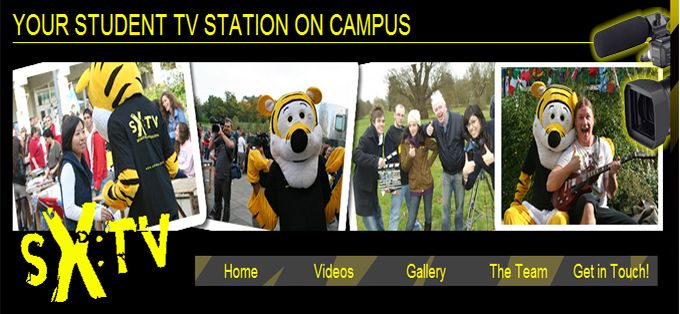 YOUR STUDENT TV STATION ON CAMPUS
SX:TV
SX:TV
Home Videos Gallery The Team Get in Touch!